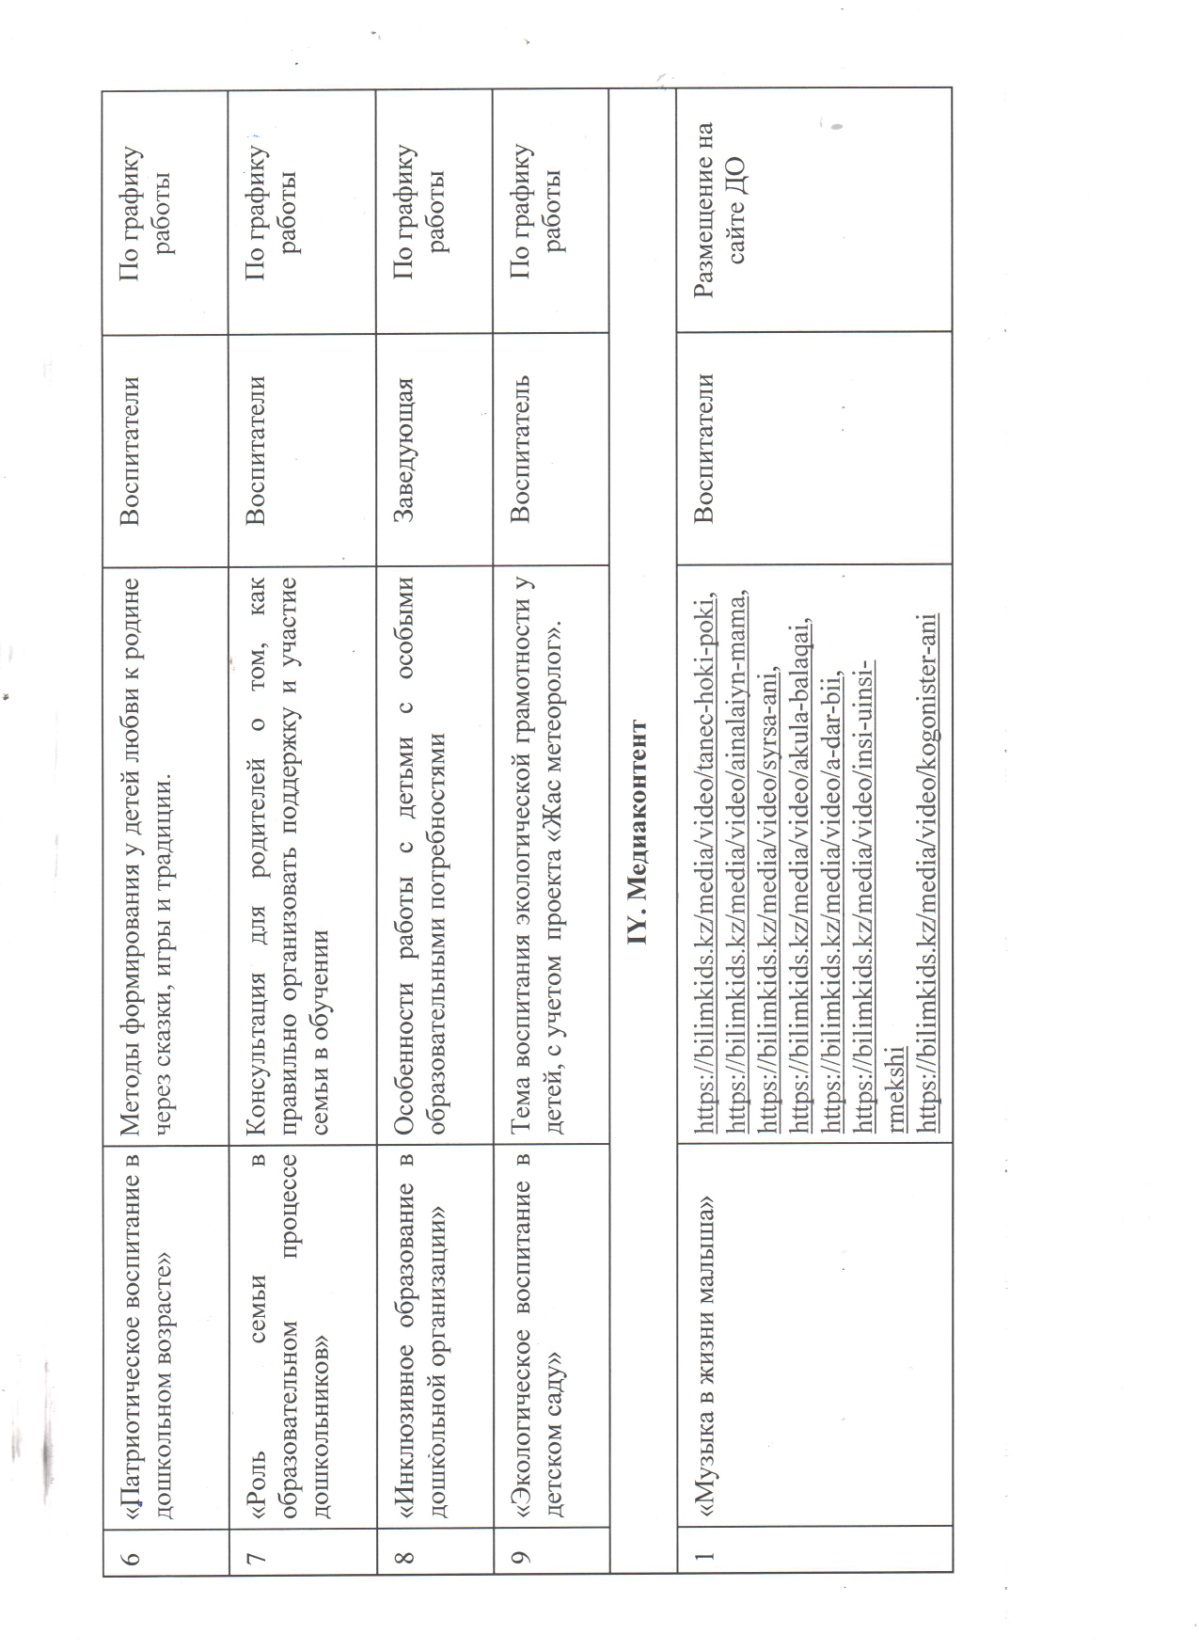 6
«Патриотическое воспитание в
дошкольном возрасте»
Методы формирования у детей любви к родине
через сказки, игры и традиции.
Воспитатели
По графику
работы
7
«Роль семьи в
образовательном процессе
дошкольников»
Консультация для родителей о том, как
правильно организовать поддержку и участие
семьи в обучении
Воспитатели
По графику
работы
8
«Инклюзивное образование в
дошкольной организации»
Особенности работы с детьми с особыми
образовательными потребностями
Заведующая
По графику
работы
9
«Экологическое воспитание в
детском саду»
Тема воспитания экологической грамотности у
детей, с учетом проекта «Жас метеоролог».
Воспитатель
По графику
работы
IY. Медиаконтент
1
«Музыка в жизни малыша»
https://bilimkids.kz/media/video/tanec-hoki-poki,
https://bilimkids.kz/media/video/ainalaiyn-mama,
https://bilimkids.kz/media/video/syrsa-ani,
https://bilimkids.kz/media/video/akula-balaqai,
https://bilimkids.kz/media/video/a-dar-bii,
https://bilimkids.kz/media/video/insi-uinsi-
rmekshi
https://bilimkids.kz/media/video/kogonister-ani
Воспитатели
Размещение на
сайте ДО